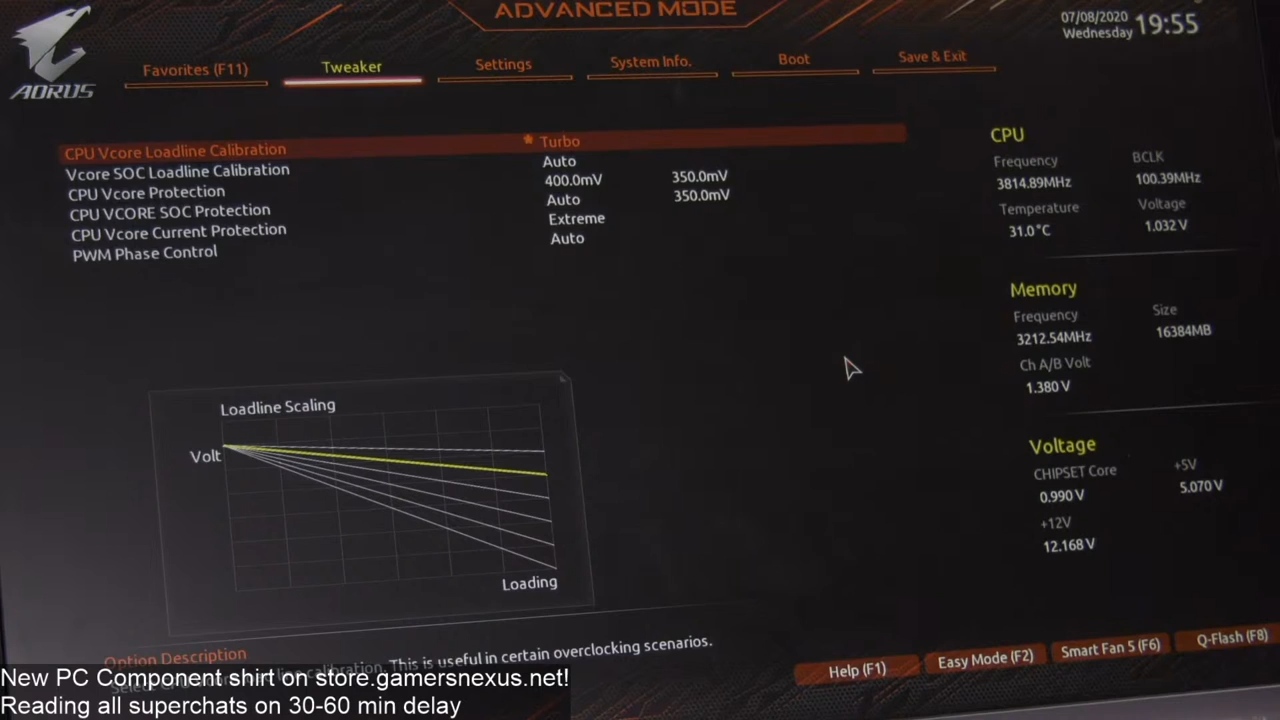 ADVANCED MODE
07/08/2020
Wednesday
19:55
AORUS
Favorites (F11)
Tweaker
Settings
System Info.
Boot
Save & Exit
CPU Vcore Loadline Calibration * Turbo
Vcore SOC Loadline Calibration Auto
CPU Vcore Protection 400.0mV 350.0mV
CPU VCORE SOC Protection Auto 350.0mV
CPU Vcore Current Protection Extreme
PWM Phase Control Auto
Loadline Scaling
Volt
Loading
CPU
Frequency BCLK
3814.89MHz 100.39MHz
Temperature Voltage
31.0°C 1.032 V
Memory
Frequency Size
3212.54MHz 16384MB
Ch A/B Volt
1.380 V
Voltage
CHIPSET Core +5V
0.990 V 5.070 V
+12V
12.168 V
Option Description
calibration. This is useful in certain overclocking scenarios.
Help (F1)
Easy Mode (F2)
Smart Fan 5 (F6)
Q-Flash (F8)
New PC Component shirt on store.gamersnexus.net!
Reading all superchats on 30-60 min delay